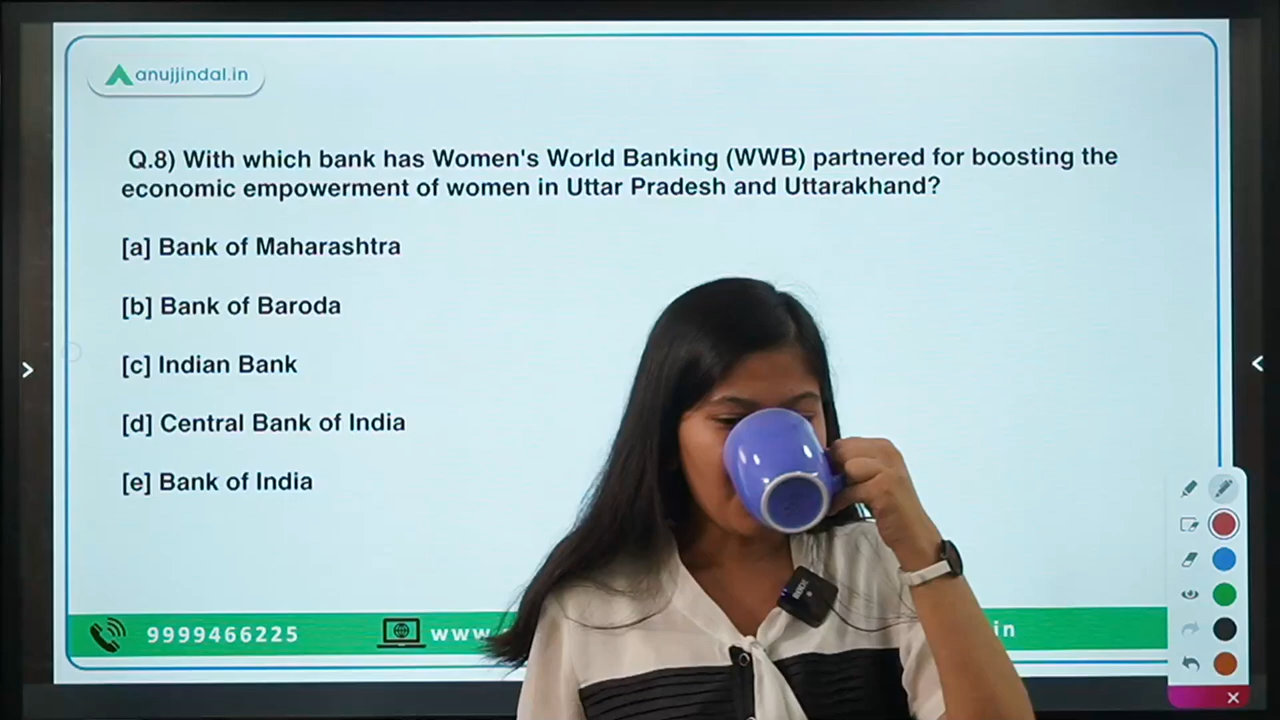 anujjindal.in
Q.8) With which bank has Women's World Banking (WWB) partnered for boosting the
economic empowerment of women in Uttar Pradesh and Uttarakhand?
[a] Bank of Maharashtra
[b] Bank of Baroda
[c] Indian Bank
[d] Central Bank of India
[e] Bank of India
9999466225
www
in